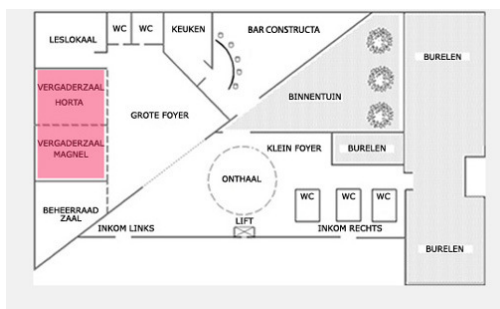 WC
WC
KEUKEN
BAR CONSTRUCTA
LESLOKAAL
BURELEN
VERGADERZAAL
HORTA
BINNENTUIN
GROTE FOYER
VERGADERZAAL
MAGNEL
KLEIN FOYER
BURELEN
ONTHAAL
WC
WC
WC
BEHEERRAAD
ZAAL
LIFT
INKOM LINKS
INKOM RECHTS
BURELEN